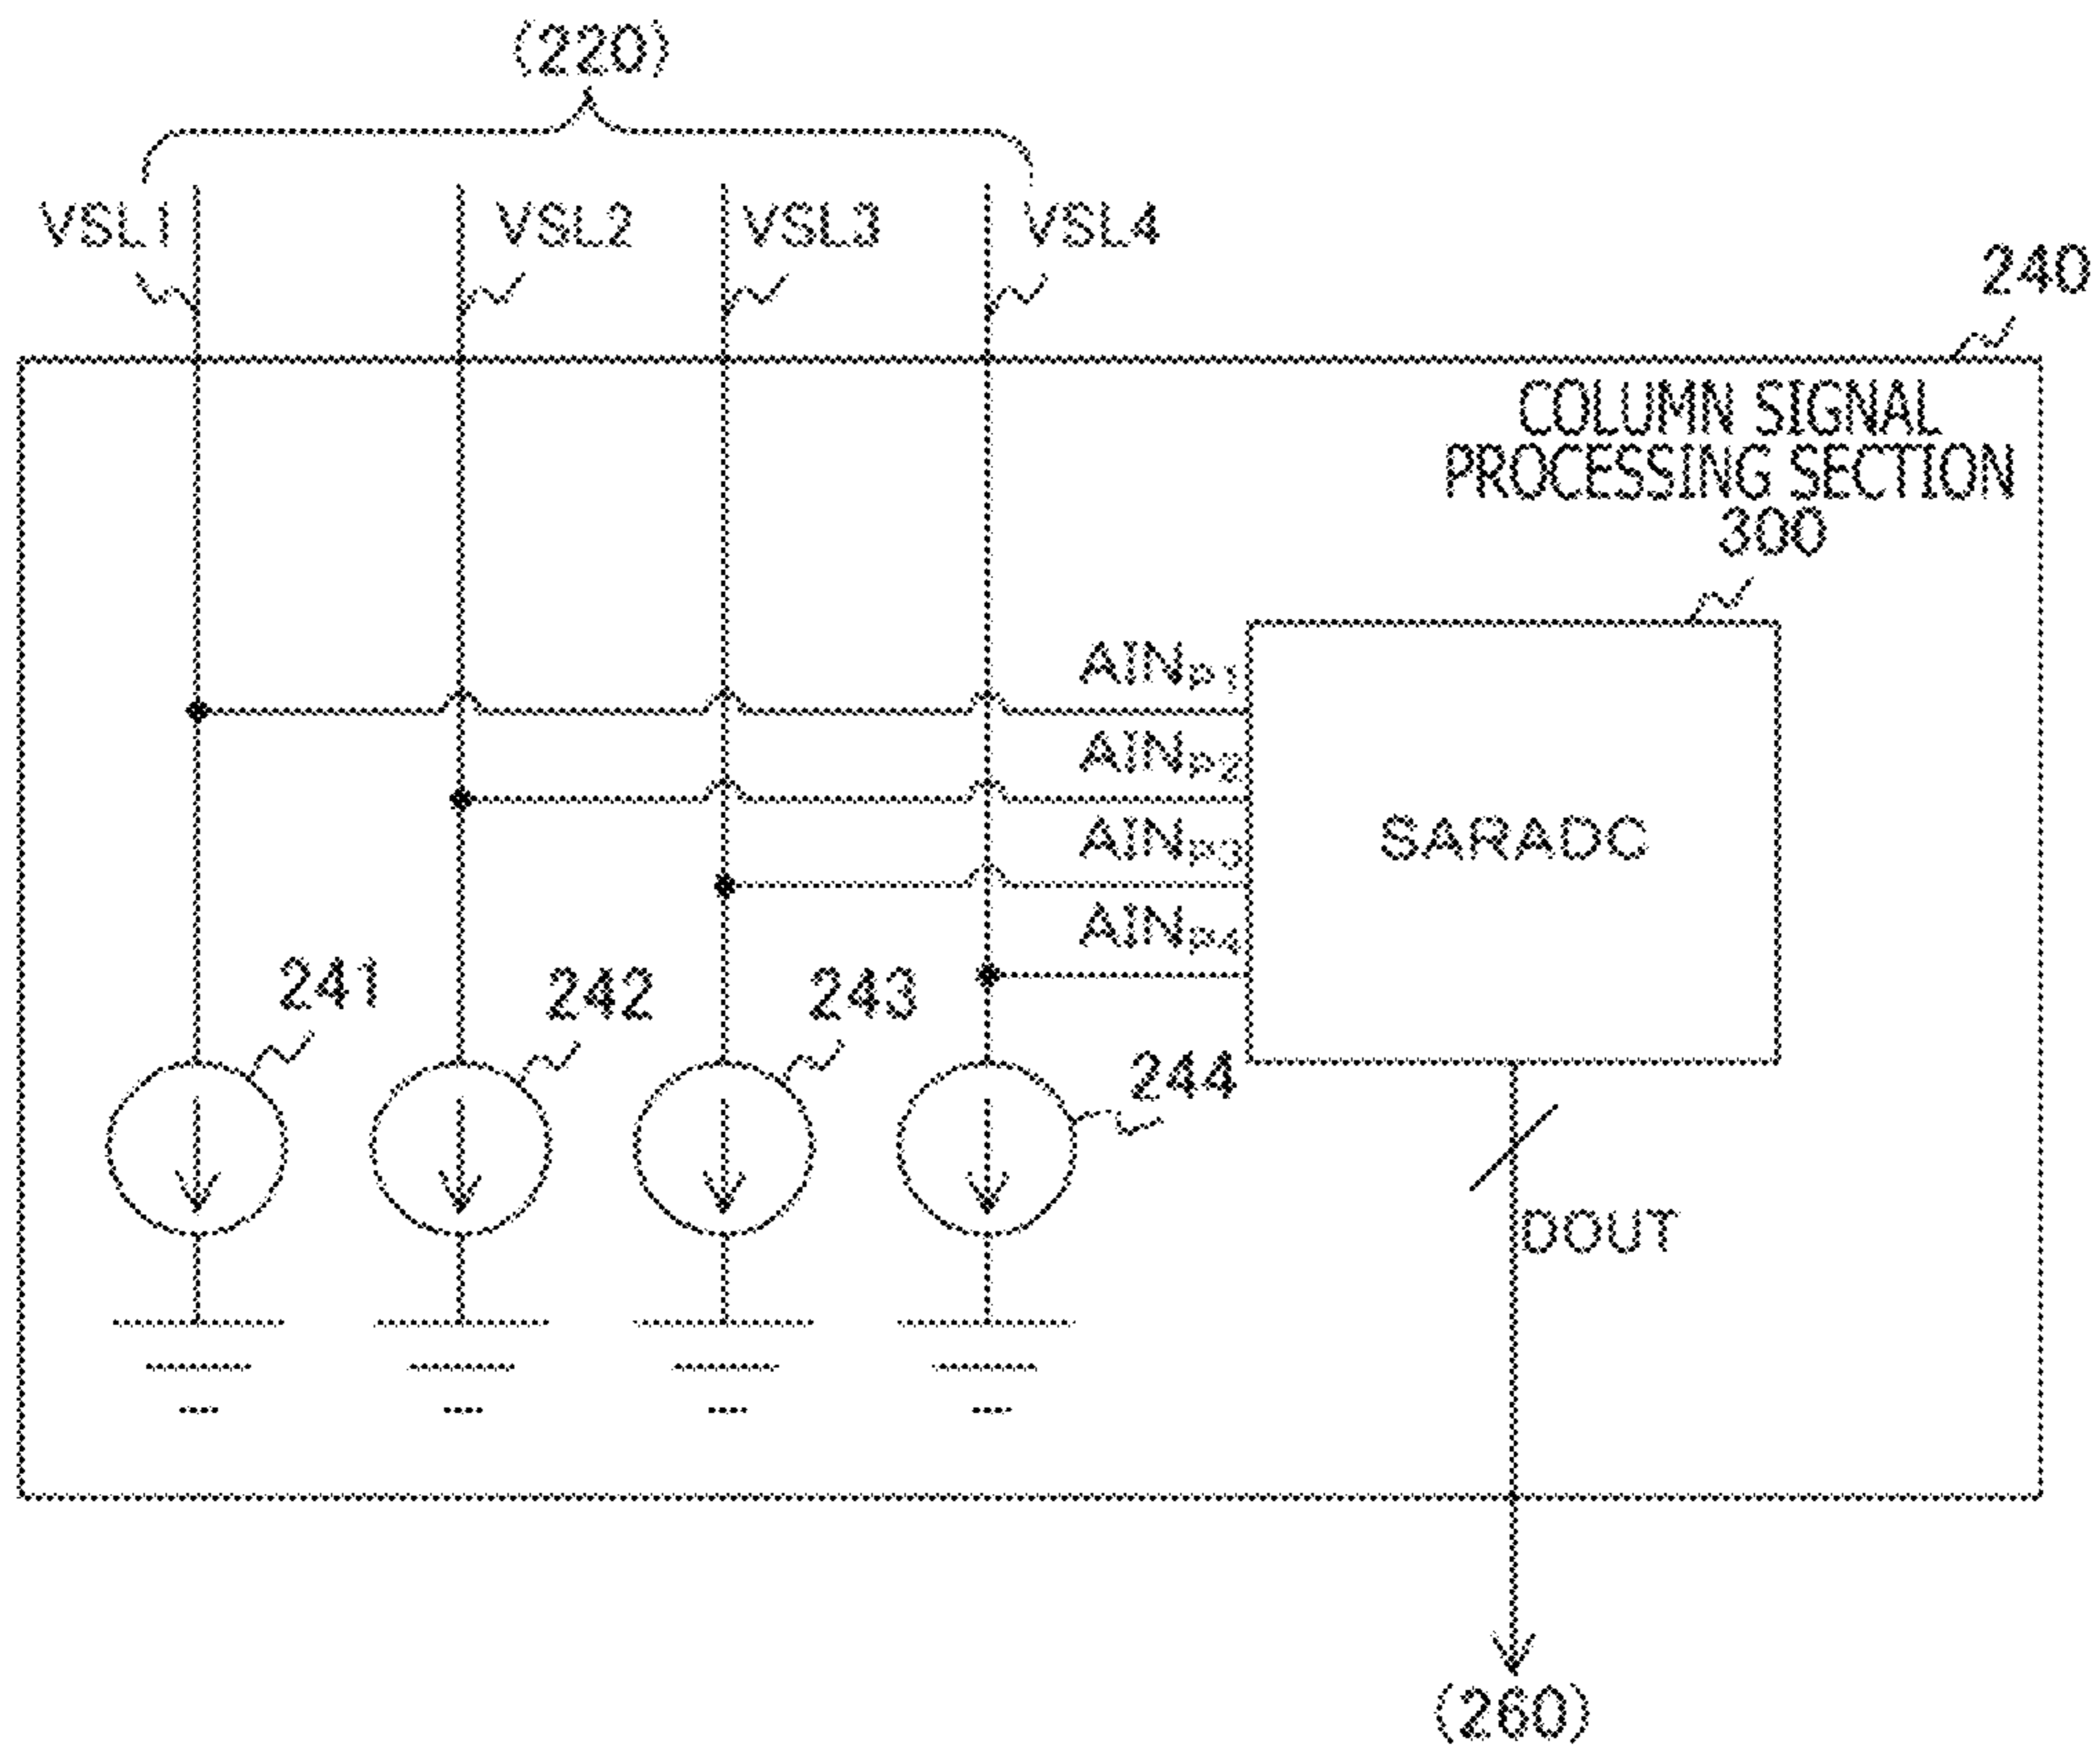 (220)
VSL1 VSL2 VSL3 VSL4
240
COLUMN SIGNAL
PROCESSING SECTION
300
AINP1
AINP2
SARADC
AINP3
AINP4
241 242 243
244
DOUT
(260)